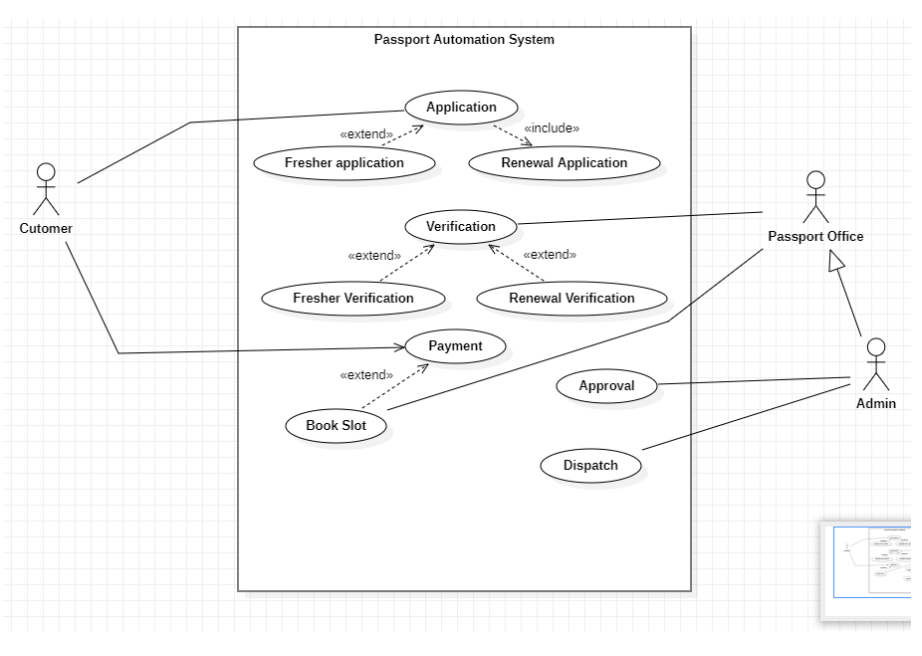 Passport Automation System
Application
«extend»
«include»
Fresher application
Renewal Application
Cutomer
Verification
Passport Office
«extend»
«extend»
Fresher Verification
Renewal Verification
Payment
«extend»
Approval
Admin
Book Slot
Dispatch